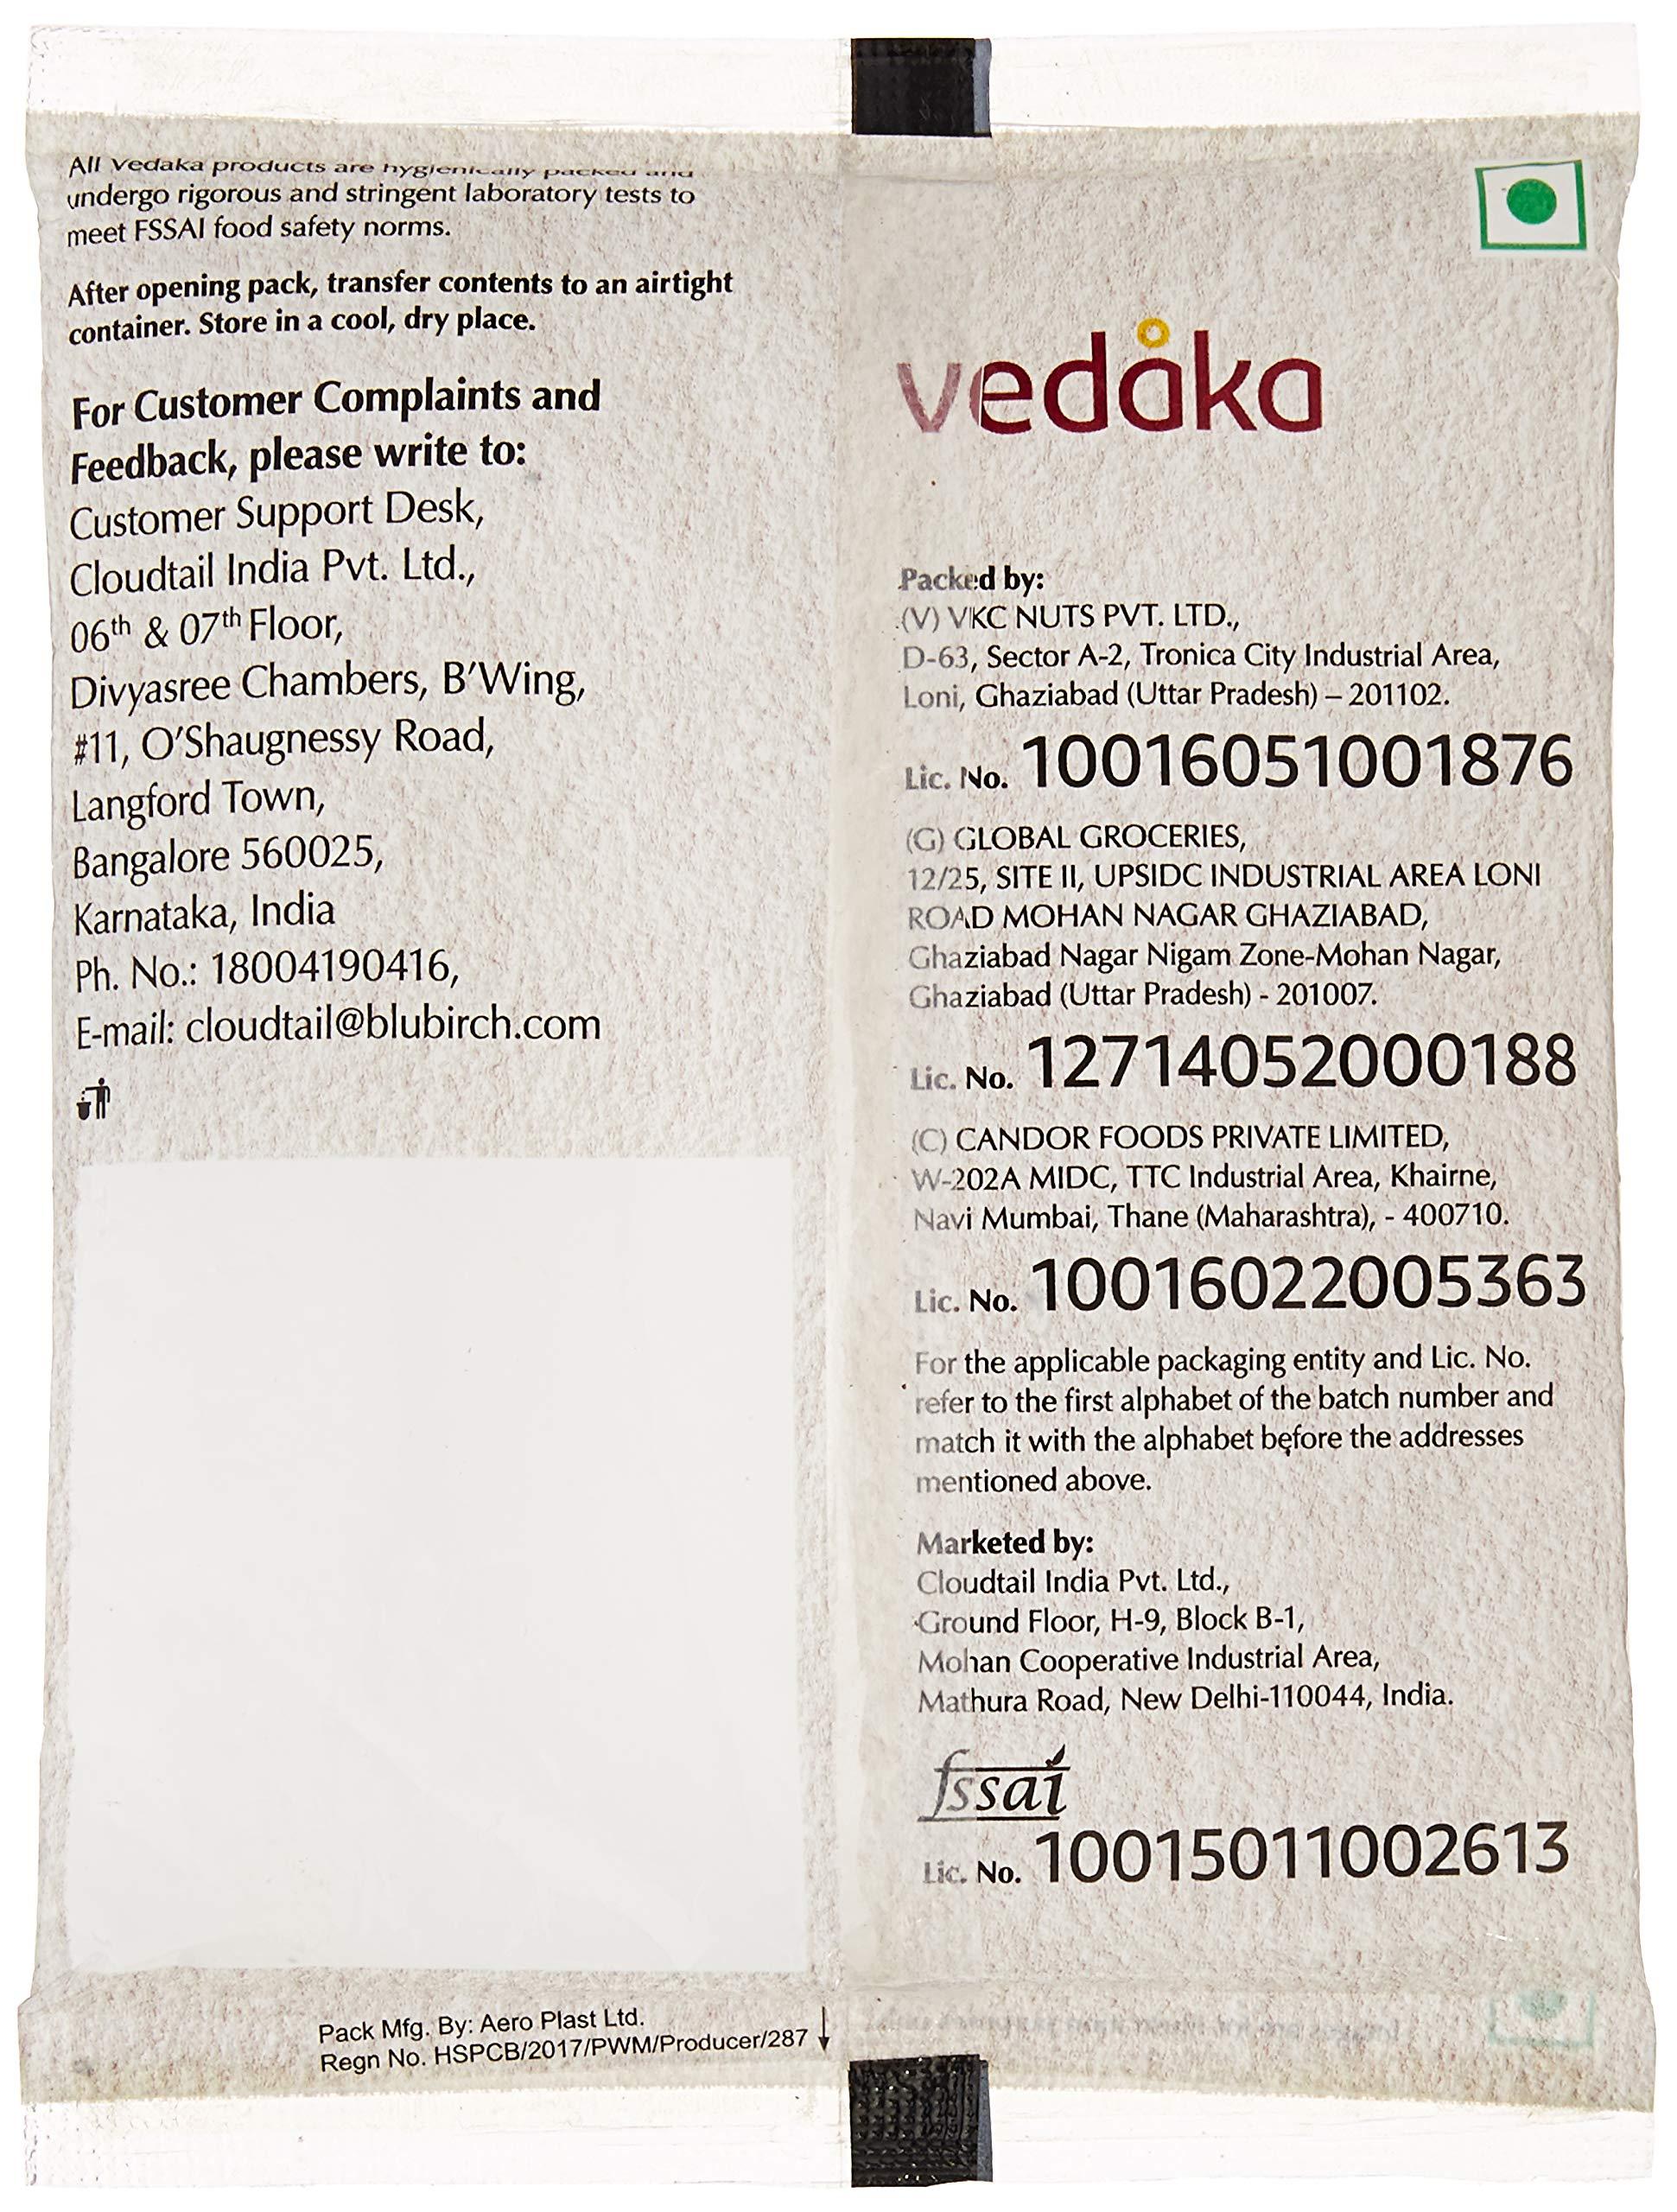 All Vedaka products are hygienically packed and
undergo rigorous and stringent laboratory tests to
meet FSSAI food safety norms.
After opening pack, transfer contents to an airtight
container. Store in a cool, dry place.
For Customer Complaints and
Feedback, please write to:
Customer Support Desk,
Cloudtail India Pvt. Ltd.,
06th & 07th Floor,
Divyasree Chambers, B'Wing,
#11, O'Shaugnessy Road,
Langford Town,
Bangalore 560025,
Karnataka, India
Ph. No.: 18004190416,
E-mail: cloudtail@blubirch.com
Pack Mfg. By: Aero Plast Ltd.
Regn No. HSPCB/2017/PWM/Producer/287
vedaka
Packed by:
(V) VKC NUTS PVT. LTD.,
D-63, Sector A-2, Tronica City Industrial Area,
Loni, Ghaziabad (Uttar Pradesh) – 201102.
Lic. No. 10016051001876
(G) GLOBAL GROCERIES,
12/25, SITE II, UPSIDC INDUSTRIAL AREA LONI
ROAD MOHAN NAGAR GHAZIABAD,
Ghaziabad Nagar Nigam Zone-Mohan Nagar,
Ghaziabad (Uttar Pradesh) - 201007.
Lic. No. 12714052000188
(C) CANDOR FOODS PRIVATE LIMITED,
W-202A MIDC, TTC Industrial Area, Khairne,
Navi Mumbai, Thane (Maharashtra), - 400710.
Lic. No. 10016022005363
For the applicable packaging entity and Lic. No.
refer to the first alphabet of the batch number and
match it with the alphabet before the addresses
mentioned above.
Marketed by:
Cloudtail India Pvt. Ltd.,
Ground Floor, H-9, Block B-1,
Mohan Cooperative Industrial Area,
Mathura Road, New Delhi-110044, India.
fssai
Lic. No. 10015011002613